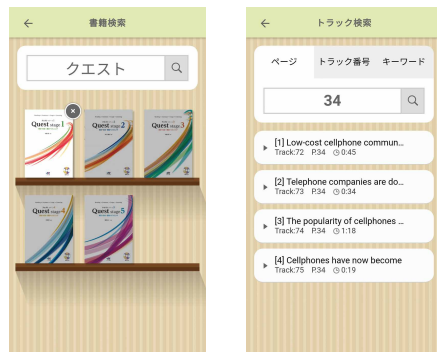 書籍検索
クエスト
Quest stage 1
Quest stage 2
Quest stage 3
Quest stage 4
Quest stage 5
トラック検索
ページ トラック番号 キーワード
34
[1] Low-cost cellphone commun...
Track:72 P.34 0:45
[2] Telephone companies are do...
Track:73 P.34 0:34
[3] The popularity of cellphones ...
Track:74 P.34 1:18
[4] Cellphones have now become
Track:75 P.34 0:19